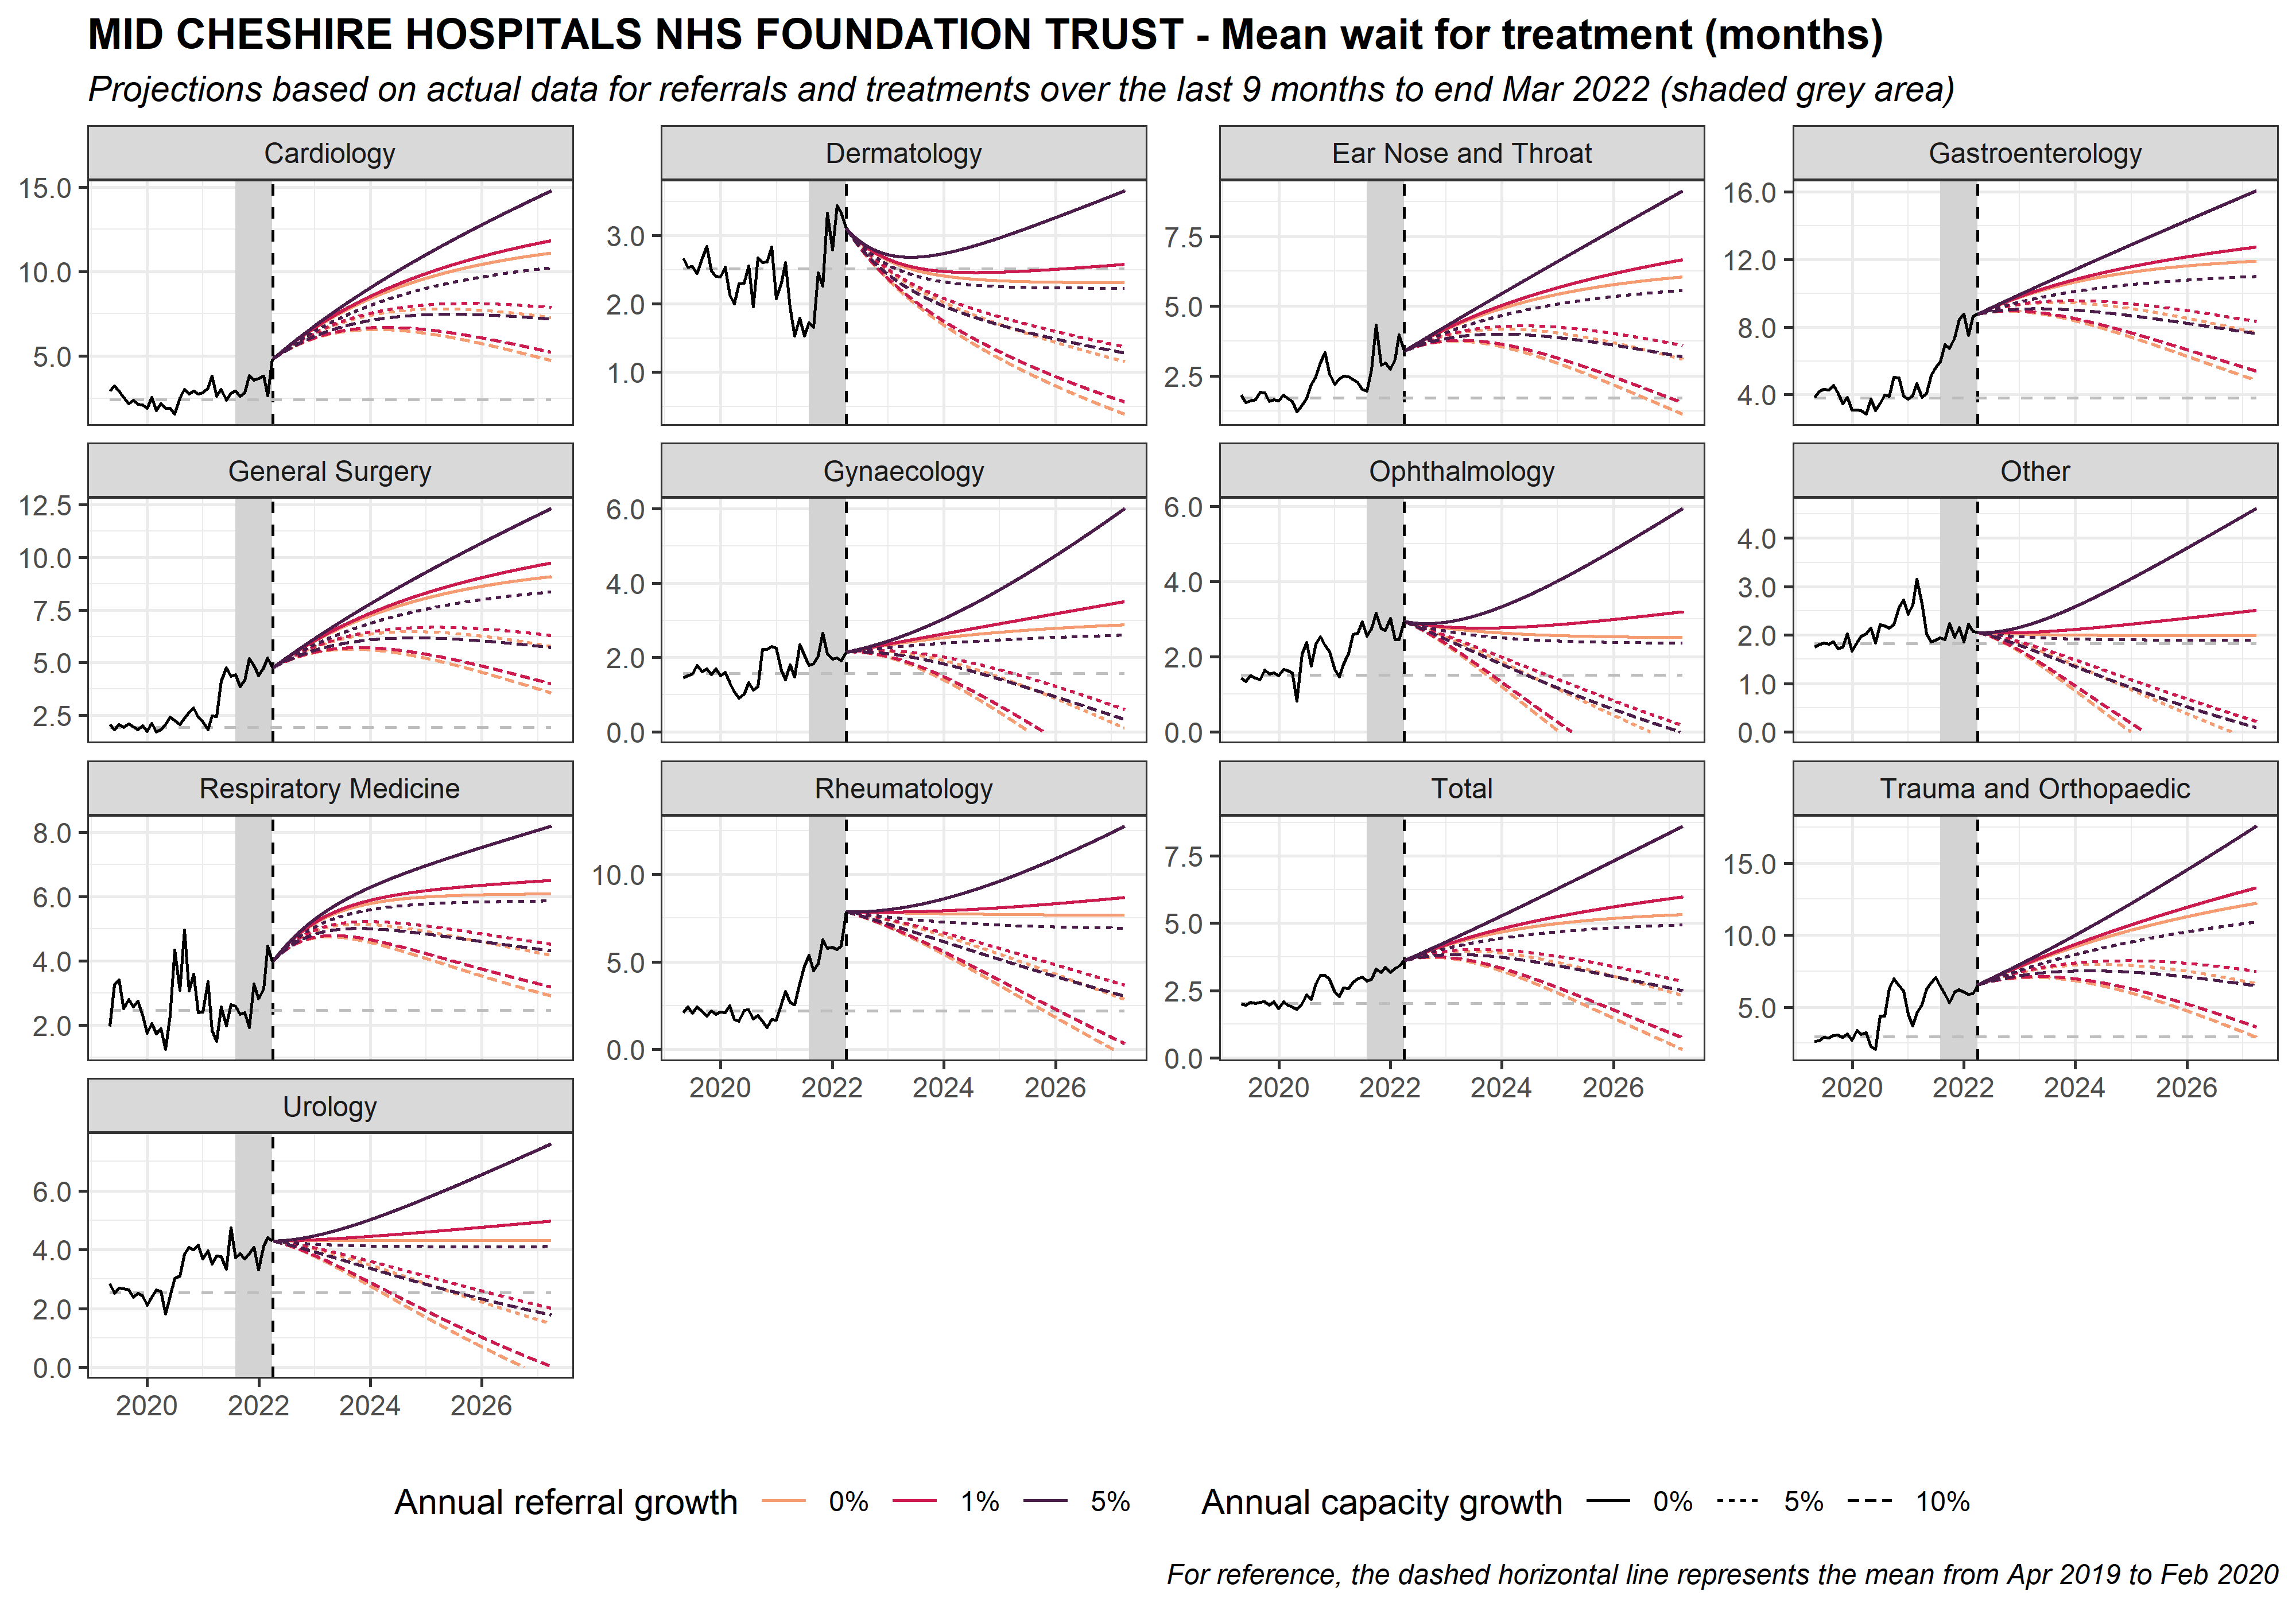 MID CHESHIRE HOSPITALS NHS FOUNDATION TRUST - Mean wait for treatment (months)
Projections based on actual data for referrals and treatments over the last 9 months to end Mar 2022 (shaded grey area)
Cardiology
15.0
10.0
5.0
Dermatology
3.0
2.0
1.0
Ear Nose and Throat
7.5
5.0
2.5
Gastroenterology
16.0
12.0
8.0
4.0
General Surgery
12.5
10.0
7.5
5.0
2.5
Gynaecology
6.0
4.0
2.0
0.0
Ophthalmology
6.0
4.0
2.0
0.0
Other
4.0
3.0
2.0
1.0
0.0
Respiratory Medicine
8.0
6.0
4.0
2.0
Rheumatology
10.0
5.0
0.0
2020 2022 2024 2026
Total
7.5
5.0
2.5
0.0
2020 2022 2024 2026
Trauma and Orthopaedic
15.0
10.0
5.0
2020 2022 2024 2026
Urology
6.0
4.0
2.0
0.0
2020 2022 2024 2026
Annual referral growth 0% 1% 5% Annual capacity growth 0% 5% 10%
For reference, the dashed horizontal line represents the mean from Apr 2019 to Feb 2020